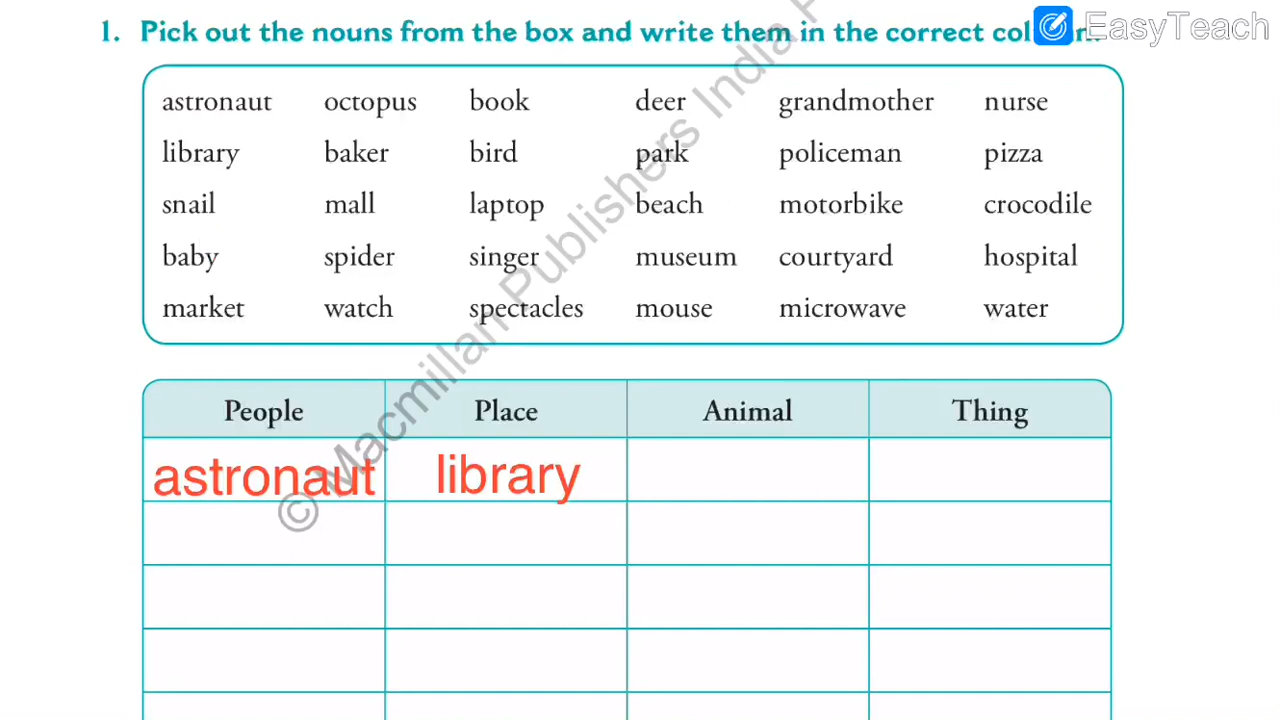 1. Pick out the nouns from the box and write them in the correct
EasyTeach
astronaut octopus book deer grandmother nurse
library baker bird park policeman pizza
snail mall laptop beach motorbike crocodile
baby spider singer museum courtyard hospital
market watch spectacles mouse microwave water
People Place Animal Thing
astronaut library
© Macmillan Publishers India